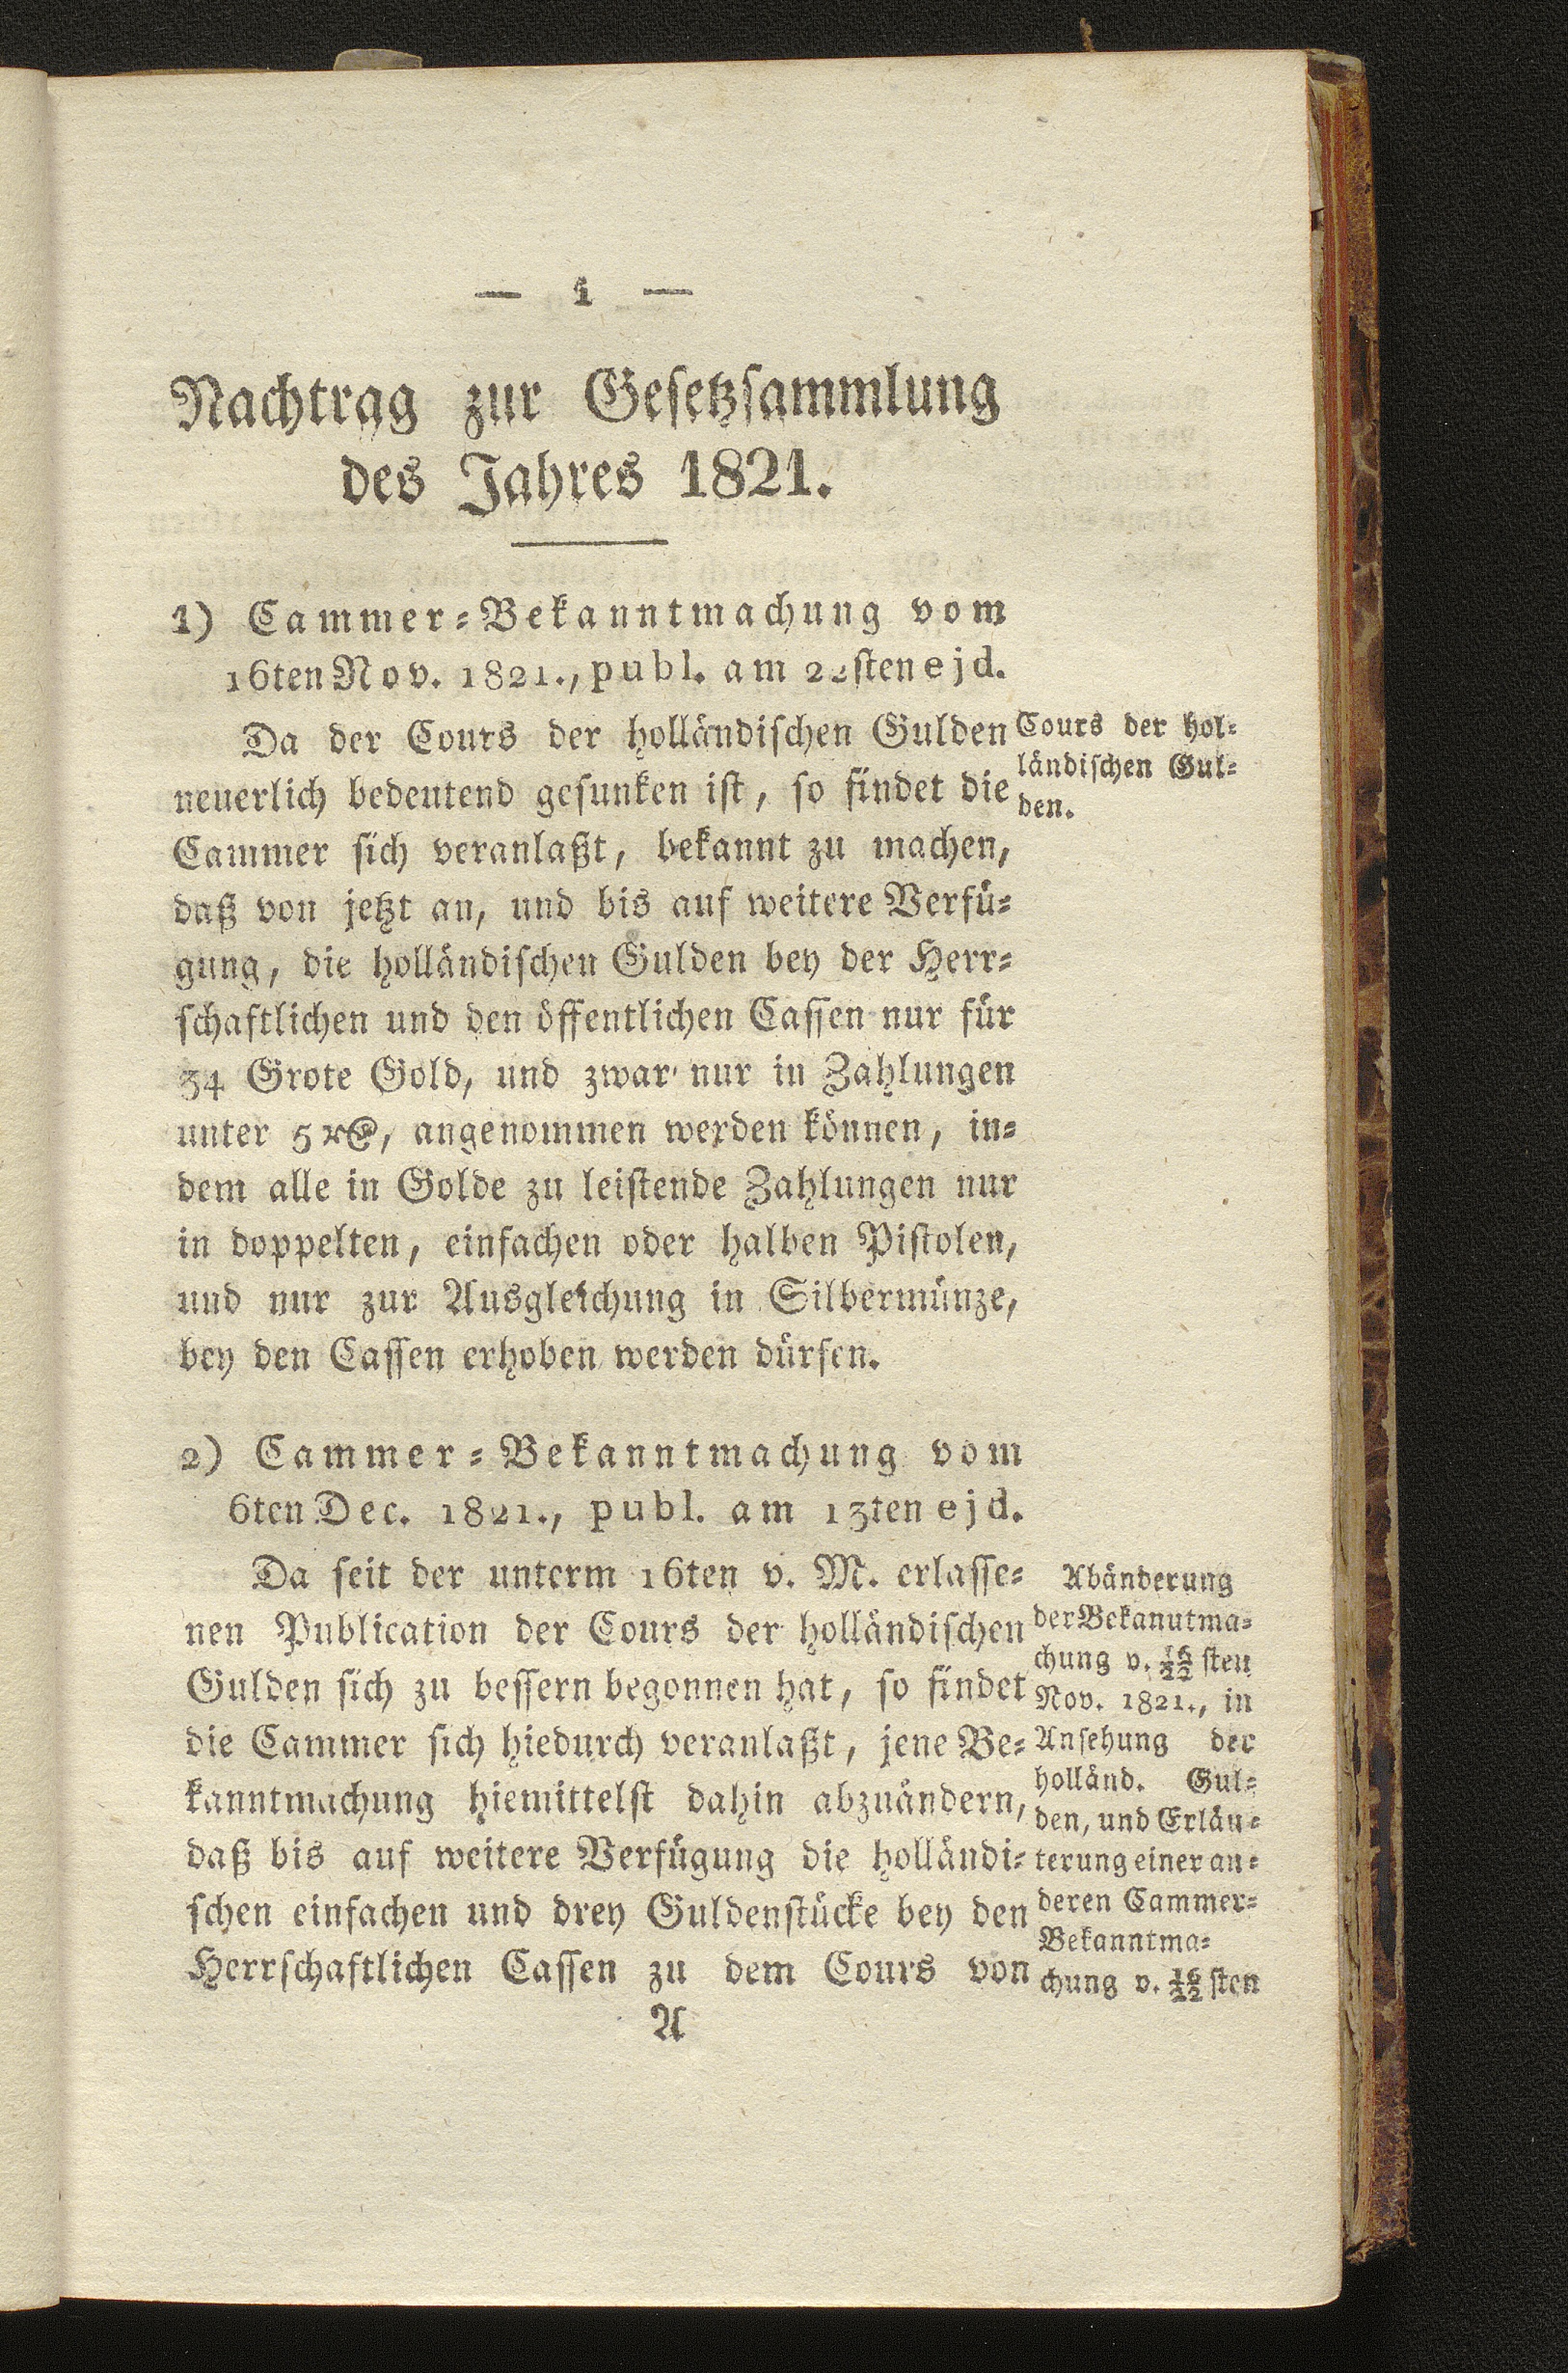 — 1 —
Nachtrag zur Gesetzsammlung
des Jahres 1821.
1) Cammer-Bekanntmachung vom
16ten Nov. 1821., publ. am 22sten ejd.
Da der Cours der holländischen Gulden
neuerlich bedeutend gesunken ist, so findet die
Cammer sich veranlaßt, bekannt zu machen,
daß von jetzt an, und bis auf weitere Verfü-
gung, die holländischen Gulden bey der Herr-
schaftlichen und den öffentlichen Cassen nur für
34 Grote Gold, und zwar nur in Zahlungen
unter 5 , angenommen werden können, in-
dem alle in Golde zu leistende Zahlungen nur
in doppelten, einfachen oder halben Pistolen,
und nur zur Ausgleichung in Silbermünze,
bey den Cassen erhoben werden dürfen.
Cours der hol-
ländischen Gul-
den.
2) Cammer-Bekanntmachung vom
6ten Dec. 1821., publ. am 13ten ejd.
Da seit der unterm 16ten v. M. erlasse-
nen Publication der Cours der holländischen
Gulden sich zu bessern begonnen hat, so findet
die Cammer sich hiedurch veranlaßt, jene Be-
kanntmachung hiemittelst dahin abzuändern,
daß bis auf weitere Verfügung die holländi-
schen einfachen und drey Guldenstücke bey den
Herrschaftlichen Cassen zu dem Cours von
Abänderung
der Bekanutma-
chung v. 16/22 sten
Nov. 1821., in
Ansehung der
holländ. Gul-
den, und Erläu-
terung einer an-
deren Cammer-
Bekanntma-
chung v. 16/22 sten
A